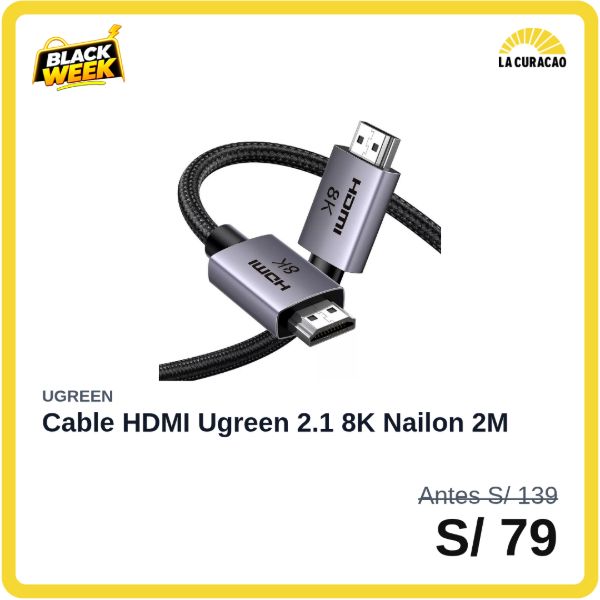 BLACK
WEEK
LA CURACAO
HDMI
8K
HDMI
8K
UGREEN
Cable HDMI Ugreen 2.1 8K Nailon 2M
Antes S/ 139
S/ 79